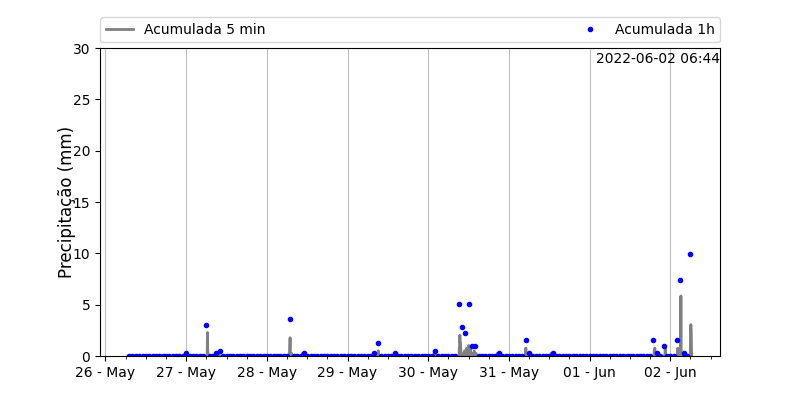 Acumulada 5 min
Acumulada 1h
2022-06-02 06:44
Precipitação (mm)
30
25
20
15
10
5
0
26 - May 27 - May 28 - May 29 - May 30 - May 31 - May 01 - Jun 02 - Jun